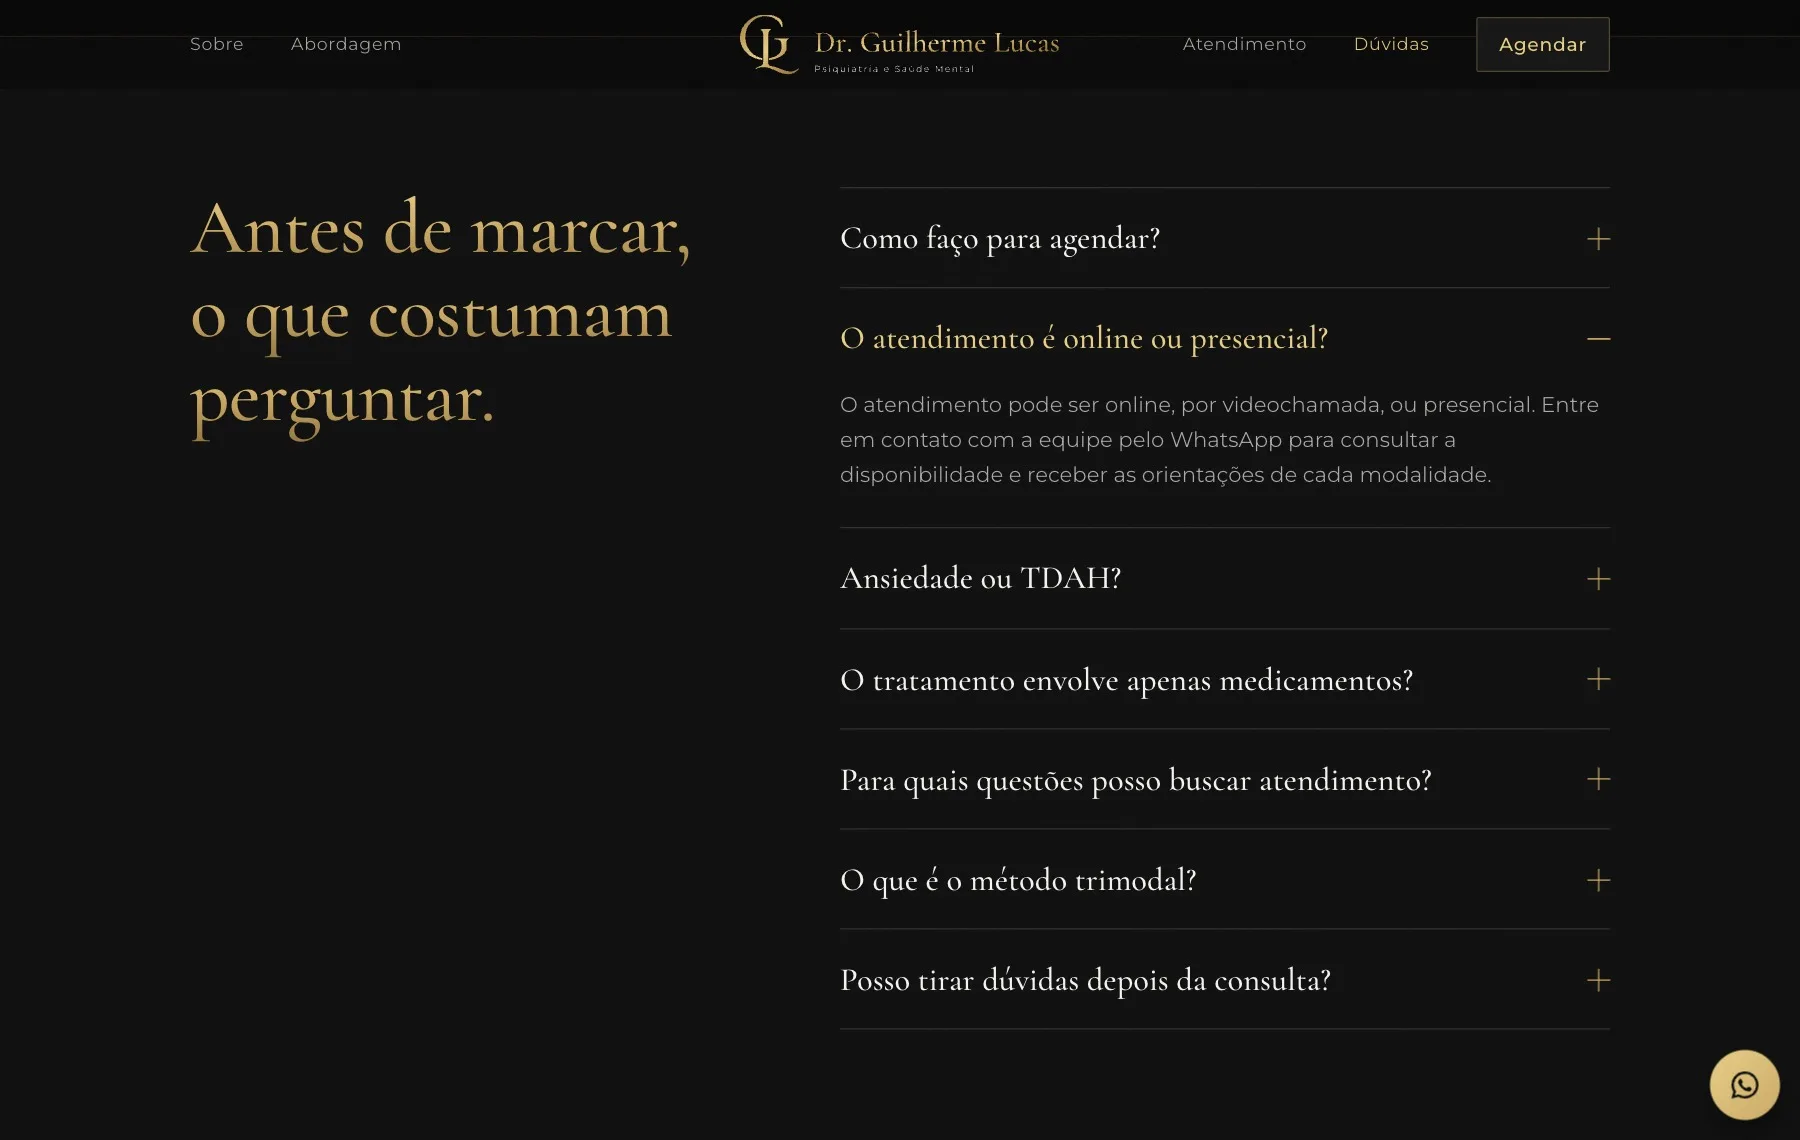 Sobre
Abordagem
Dr. Guilherme Lucas
Psiquiatria e Saúde Mental
Atendimento
Dúvidas
Agendar
Antes de marcar,
o que costumam
perguntar.
Como faço para agendar?
O atendimento é online ou presencial?
O atendimento pode ser online, por videochamada, ou presencial. Entre
em contato com a equipe pelo WhatsApp para consultar a
disponibilidade e receber as orientações de cada modalidade.
Ansiedade ou TDAH?
O tratamento envolve apenas medicamentos?
Para quais questões posso buscar atendimento?
O que é o método trimodal?
Posso tirar dúvidas depois da consulta?